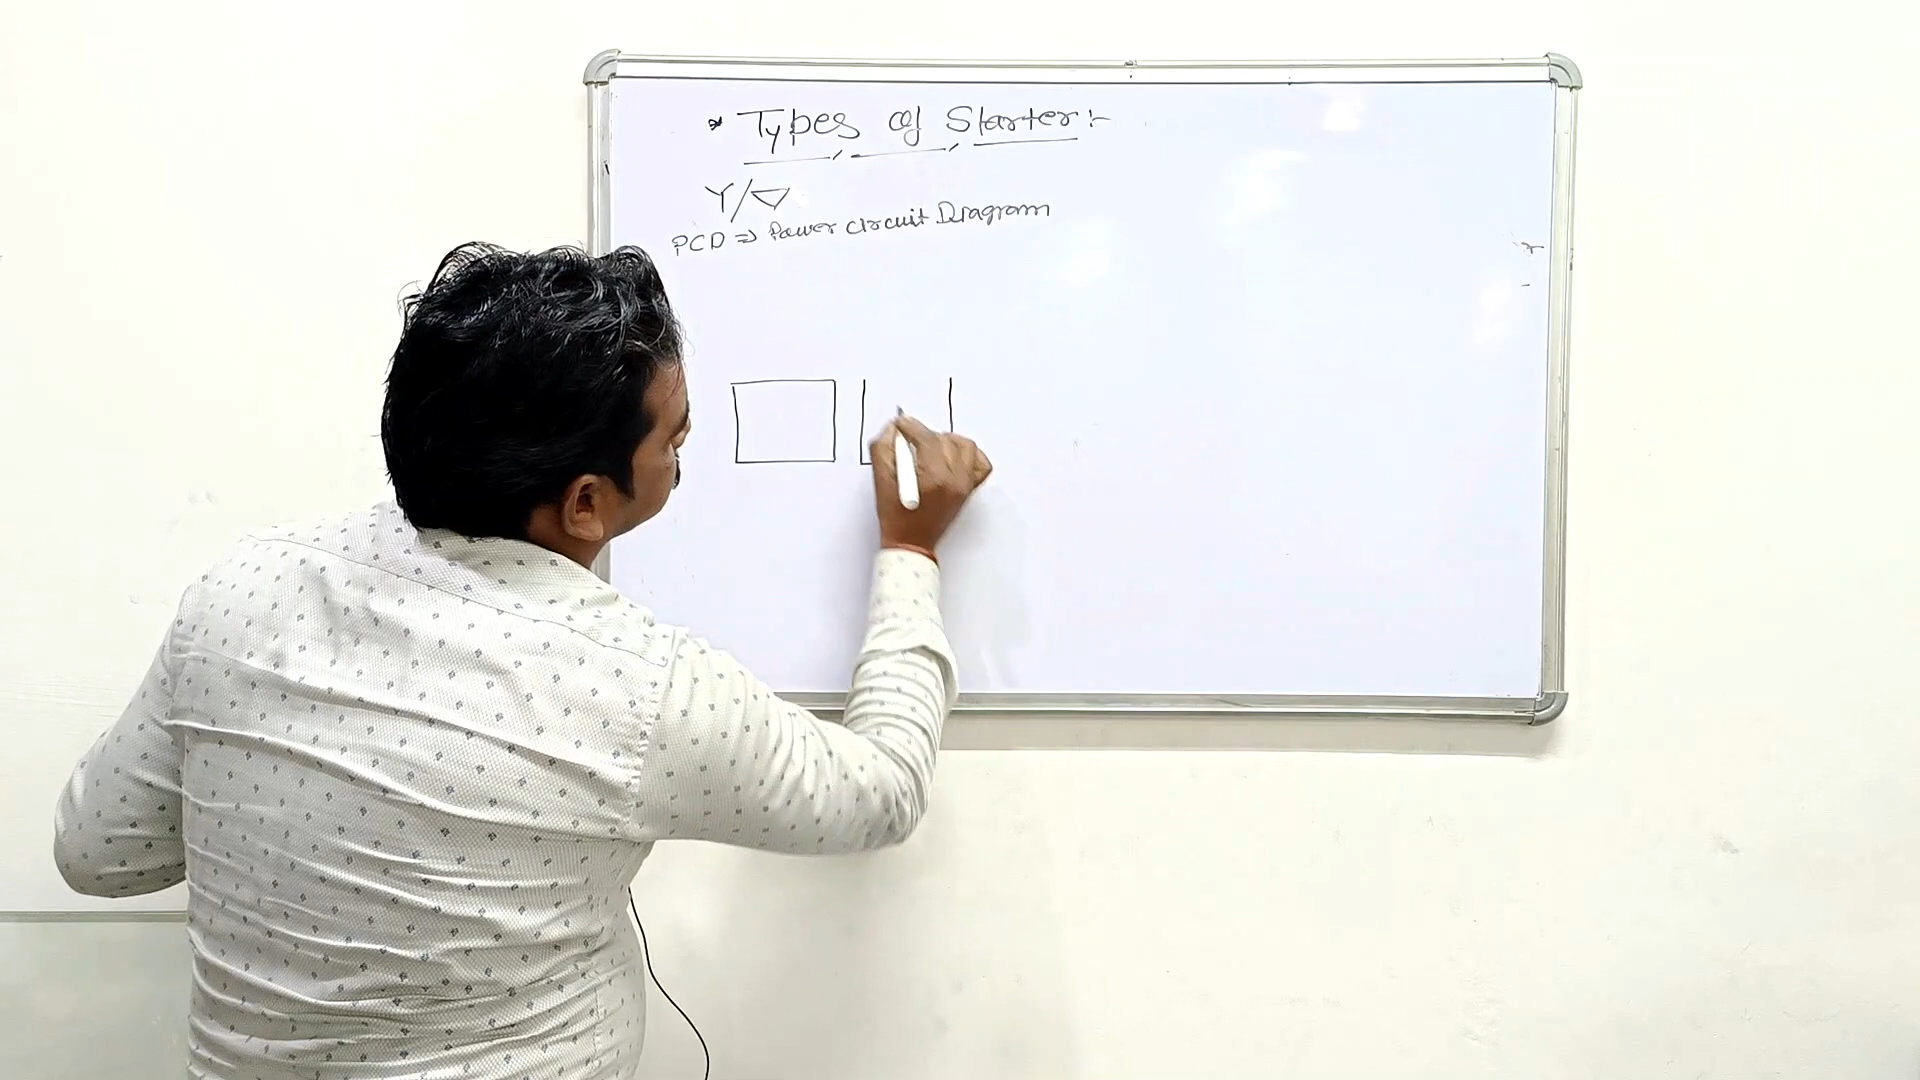 * Types of Starter:-
Y/▽
PCD ⇒ Power Circuit Diagram